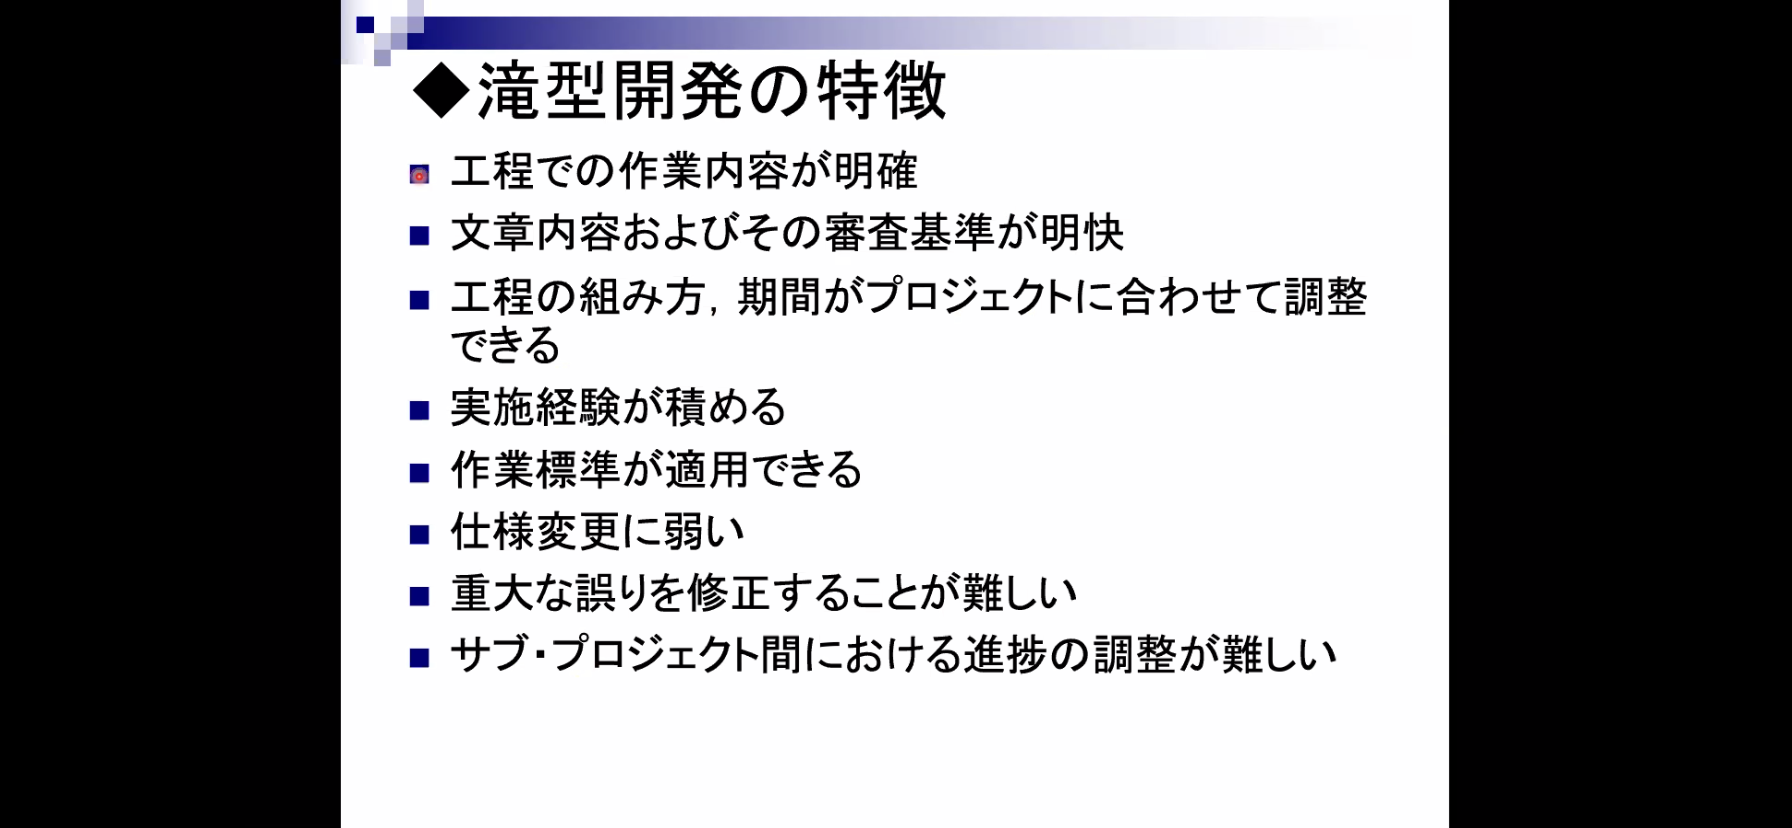 ◆滝型開発の特徴
■ 工程での作業内容が明確
■ 文章内容およびその審査基準が明快
■ 工程の組み方,期間がプロジェクトに合わせて調整
できる
■ 実施経験が積める
■ 作業標準が適用できる
■ 仕様変更に弱い
■ 重大な誤りを修正することが難しい
■ サブ・プロジェクト間における進捗の調整が難しい